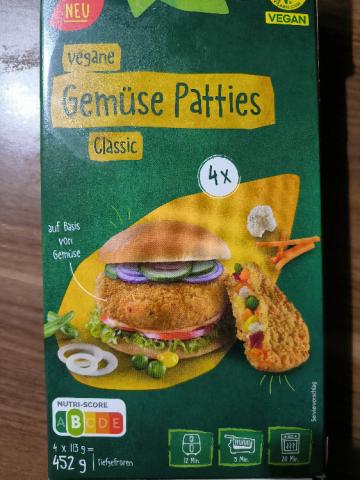 NEU
VEGAN
vegane
Gemüse Patties
Classic
4x
auf Basis
von
Gemüse
Serviervorschlag
NUTRI-SCORE
ABCDE
4 x 113 g =
452 g
tiefgefroren
12 Min.
5 Min.
20 Min.